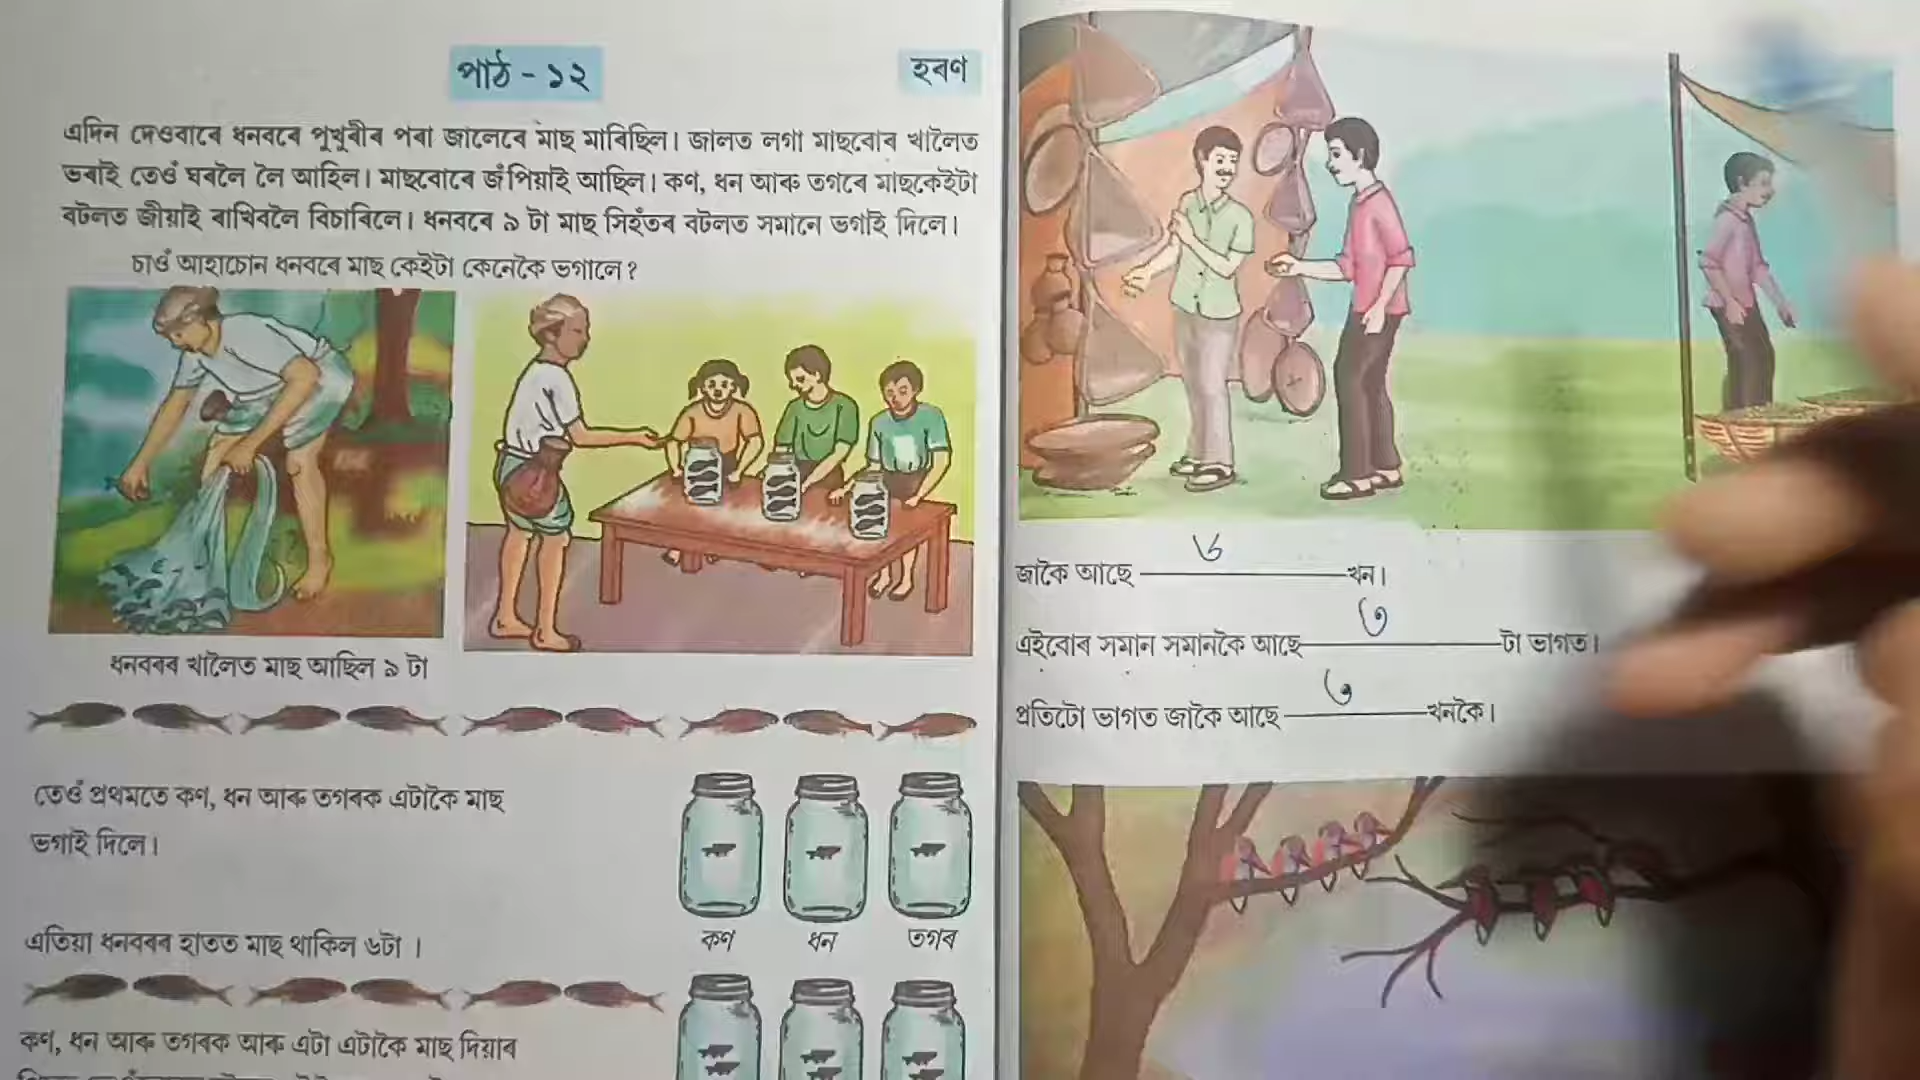 পাঠ - ১২
হৰণ
এদিন দেওবাৰে ধনবৰে পুখুৰীৰ পৰা জালেৰে মাছ মাৰিছিল। জালত লগা মাছবোৰ খালৈত
ভৰাই তেওঁ ঘৰলৈ লৈ আহিল। মাছবোৰে জঁপিয়াই আছিল। কণ, ধন আৰু তগৰে মাছকেইটা
বটলত জীয়াই ৰাখিবলৈ বিচাৰিলে। ধনবৰে ৯ টা মাছ সিহঁতৰ বটলত সমানে ভগাই দিলে।
চাওঁ আহাচোন ধনবৰে মাছ কেইটা কেনেকৈ ভগালে?
ধনবৰৰ খালৈত মাছ আছিল ৯ টা
তেওঁ প্ৰথমতে কণ, ধন আৰু তগৰক এটাকৈ মাছ
ভগাই দিলে।
কণ ধন তগৰ
এতিয়া ধনবৰৰ হাতত মাছ থাকিল ৬টা ।
কণ, ধন আৰু তগৰক আৰু এটা এটাকৈ মাছ দিয়াৰ
জাকৈ আছে ৬ খন।
এইবোৰ সমান সমানকৈ আছে ৩ টা ভাগত।
প্ৰতিটো ভাগত জাকৈ আছে খনকৈ।